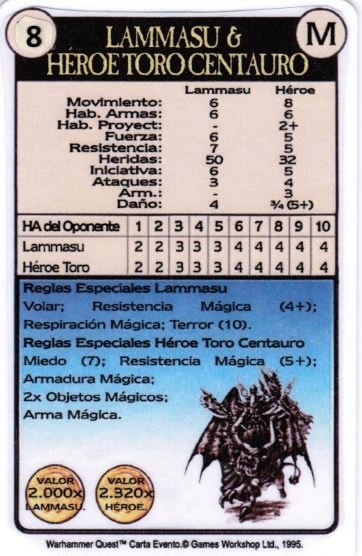 8 LAMMASU & M
HÉROE TORO CENTAURO
Lammasu Héroe
Movimiento: 6 8
Hab. Armas: 6 6
Hab. Proyect: - 2+
Fuerza: 6 5
Resistencia: 7 5
Heridas: 50 32
Iniciativa: 6 5
Ataques: 3 4
Arm.: - 3
Daño: 4 ¾ (5+)
HA del Oponente 1 2 3 4 5 6 7 8 9 10
Lammasu 2 2 3 3 3 4 4 4 4 4
Héroe Toro 2 2 3 3 3 4 4 4 4 4
Reglas Especiales Lammasu
Volar; Resistencia Mágica (4+);
Respiración Mágica; Terror (10).
Reglas Especiales Héroe Toro Centauro
Miedo (7); Resistencia Mágica (5+);
Armadura Mágica;
2x Objetos Mágicos;
Arma Mágica.
VALOR
2.000x
LAMMASU.
VALOR
2.320x
HÉROE.
Warhammer Quest™ Carta Evento.© Games Workshop Ltd., 1995.